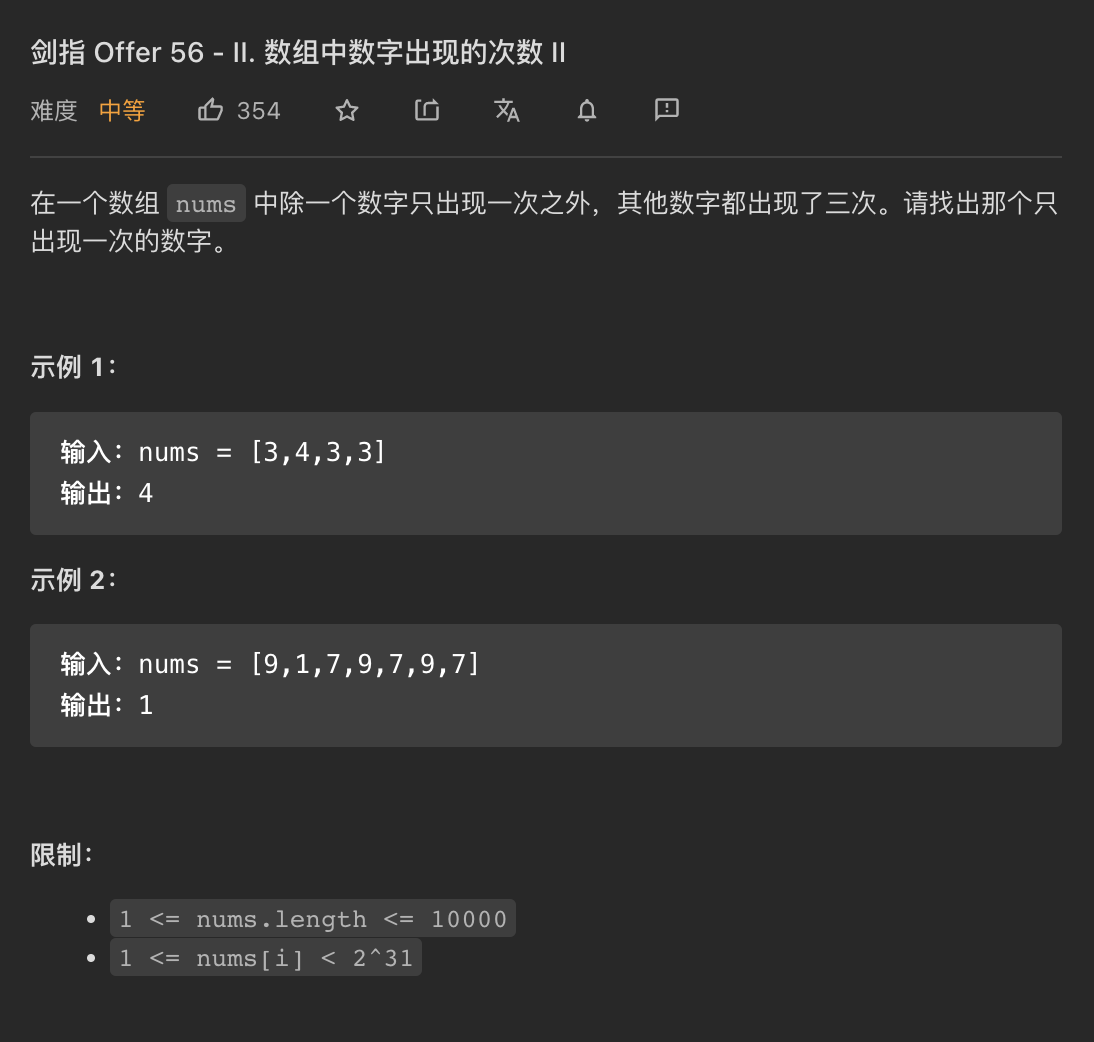 剑指 Offer 56 - II. 数组中数字出现的次数 II
难度 中等 354
在一个数组 nums 中除一个数字只出现一次之外，其他数字都出现了三次。请找出那个只
出现一次的数字。
示例 1：
输入：nums = [3,4,3,3]
输出：4
示例 2：
输入：nums = [9,1,7,9,7,9,7]
输出：1
限制：
• 1 <= nums.length <= 10000
• 1 <= nums[i] < 2^31